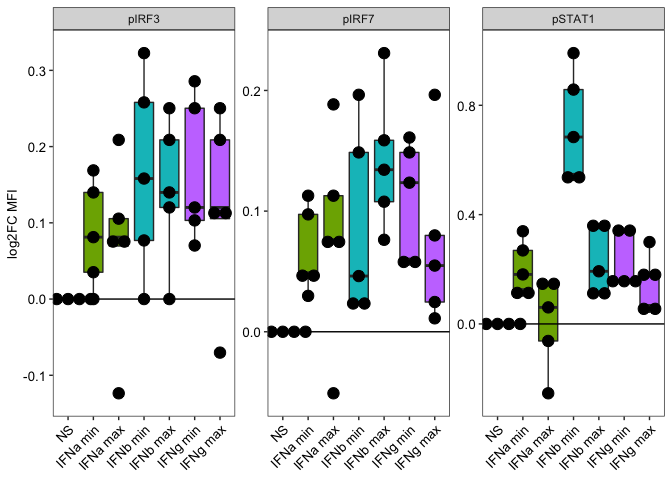 pIRF3 pIRF7 pSTAT1
log2FC MFI
0.3
0.2
0.1
0.0
-0.1
0.2
0.1
0.0
0.8
0.4
0.0
NS IFNa min IFNa max IFNb min IFNb max IFNg min IFNg max
NS IFNa min IFNa max IFNb min IFNb max IFNg min IFNg max
NS IFNa min IFNa max IFNb min IFNb max IFNg min IFNg max